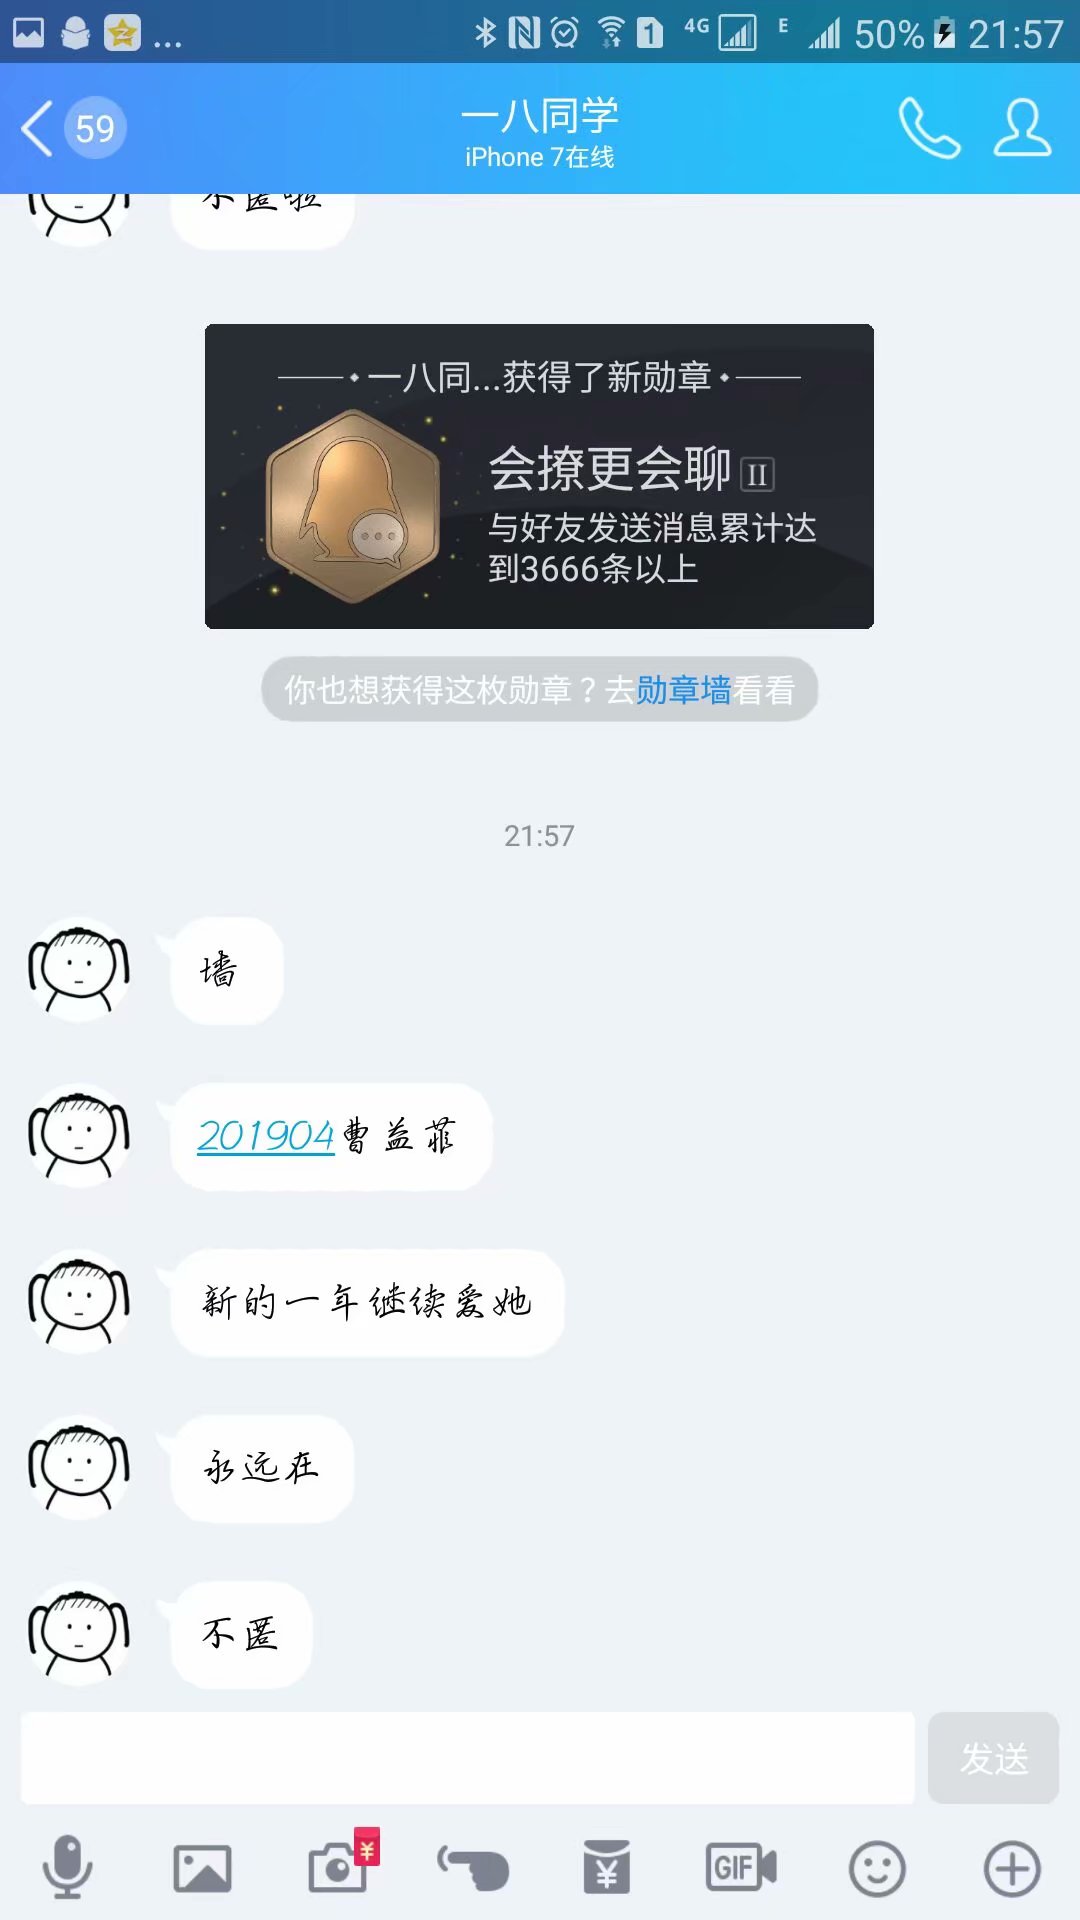 ... 1 4G E 50% 21:57
59 一八同学
iPhone 7在线
不匿啦
一八同...获得了新勋章
会撩更会聊 II
与好友发送消息累计达
到3666条以上
你也想获得这枚勋章？去勋章墙看看
21:57
墙
201904曹益菲
新的一年继续爱她
永远在
不匿
发送
¥
¥
GIF